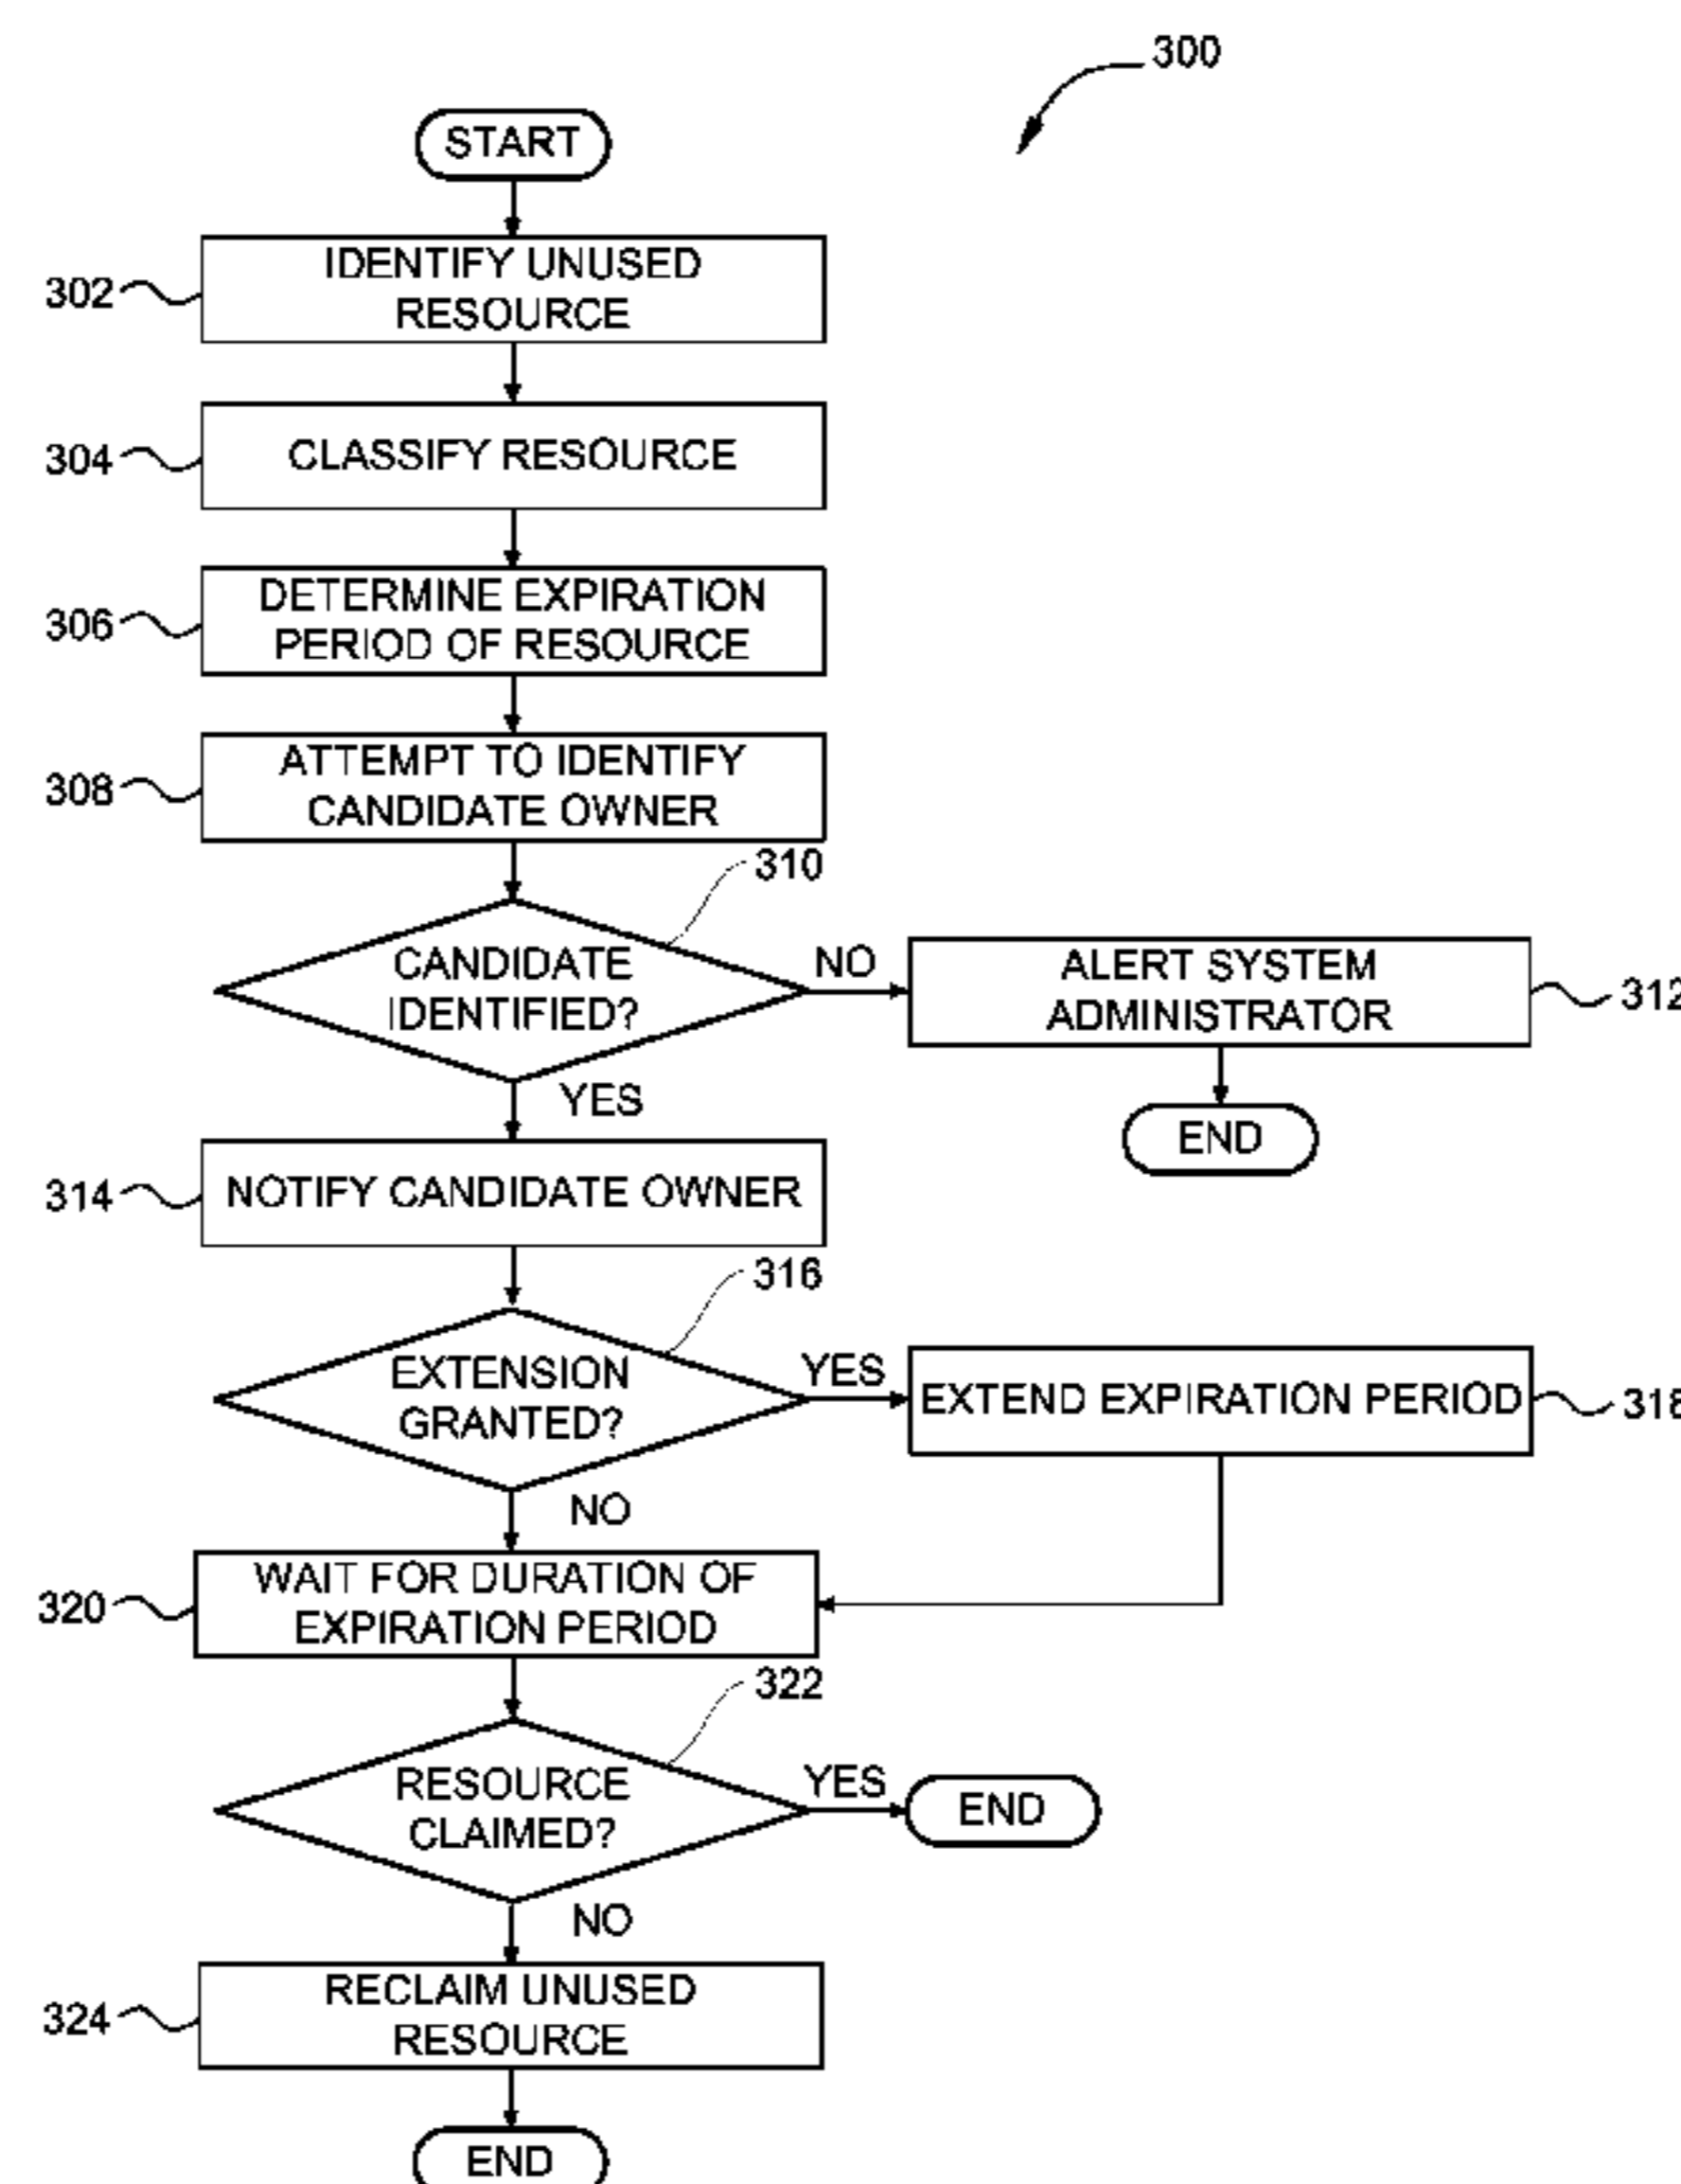 300
START
302
IDENTIFY UNUSED
RESOURCE
304
CLASSIFY RESOURCE
306
DETERMINE EXPIRATION
PERIOD OF RESOURCE
308
ATTEMPT TO IDENTIFY
CANDIDATE OWNER
310
CANDIDATE
IDENTIFIED?
NO
ALERT SYSTEM
ADMINISTRATOR
312
YES
END
314
NOTIFY CANDIDATE OWNER
316
EXTENSION
GRANTED?
YES
EXTEND EXPIRATION PERIOD
318
NO
320
WAIT FOR DURATION OF
EXPIRATION PERIOD
322
RESOURCE
CLAIMED?
YES
END
NO
324
RECLAIM UNUSED
RESOURCE
END